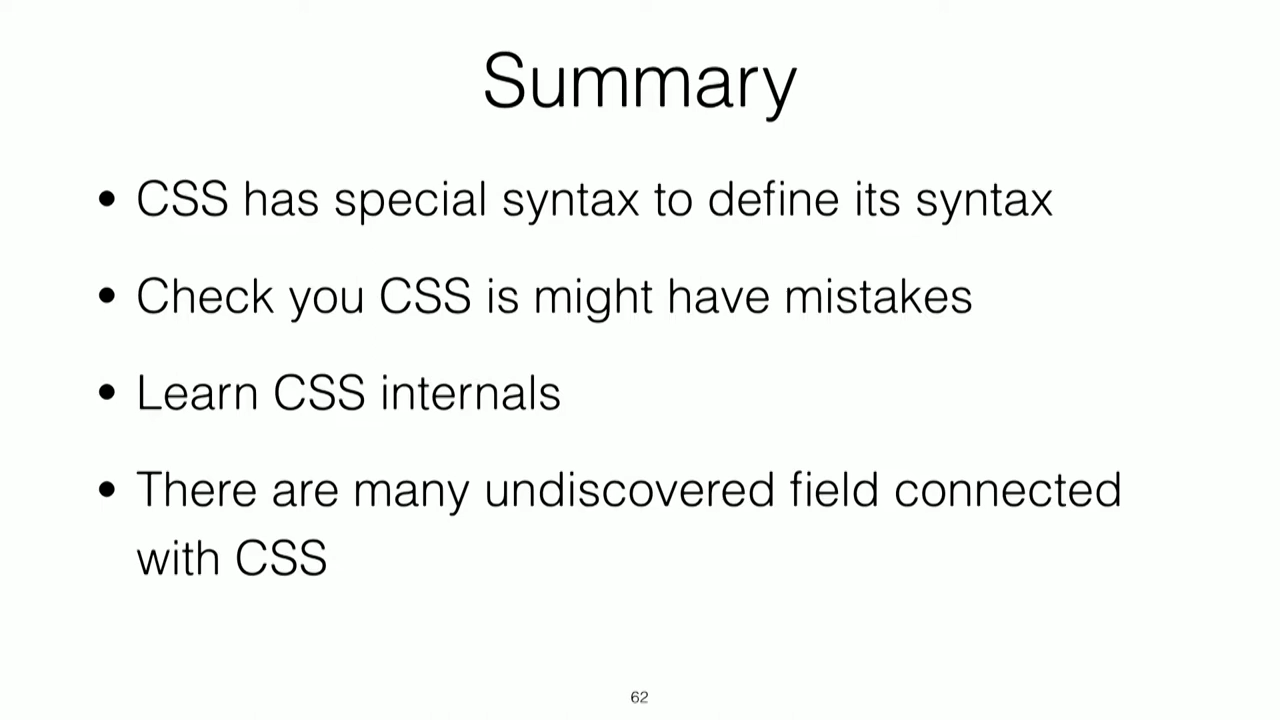 Summary
• CSS has special syntax to define its syntax
• Check you CSS is might have mistakes
• Learn CSS internals
• There are many undiscovered field connected
with CSS
62